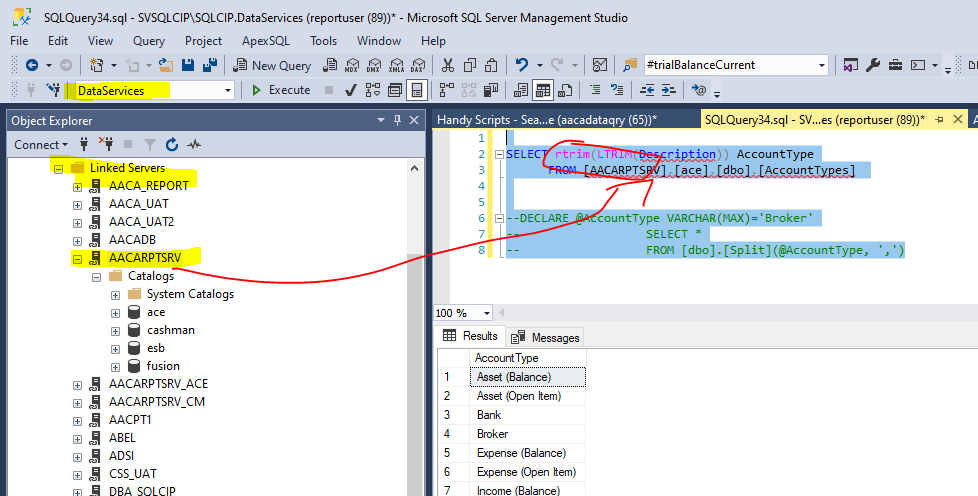 SQLQuery34.sql - SVSQLCIP\SQLCIP.DataServices (reportuser (89))* - Microsoft SQL Server Management Studio
File Edit View Query Project ApexSQL Tools Window Help
New Query MDX DMX XMLA DAX #trialBalanceCurrent
DataServices Execute
Object Explorer
Connect
Linked Servers
AACA_REPORT
AACA_UAT
AACA_UAT2
AACADB
AACARPTSRV
Catalogs
System Catalogs
ace
cashman
esb
fusion
AACARPTSRV_ACE
AACARPTSRV_CM
AACPT1
ABEL
ADSI
CSS_UAT
DBA_SQLCIP
Handy Scripts - Sea...e (aacadataqry (65))* SQLQuery34.sql - SV...es (reportuser (89))*
1
2 SELECT rtrim(LTRIM(Description)) AccountType
3 FROM [AACARPTSRV].[ace].[dbo].[AccountTypes]
4
5
6 --DECLARE @AccountType VARCHAR(MAX)='Broker'
7 -- SELECT *
8 -- FROM [dbo].[Split](@AccountType, ',')
100 %
Results Messages
AccountType
1 Asset (Balance)
2 Asset (Open Item)
3 Bank
4 Broker
5 Expense (Balance)
6 Expense (Open Item)
7 Income (Balance)